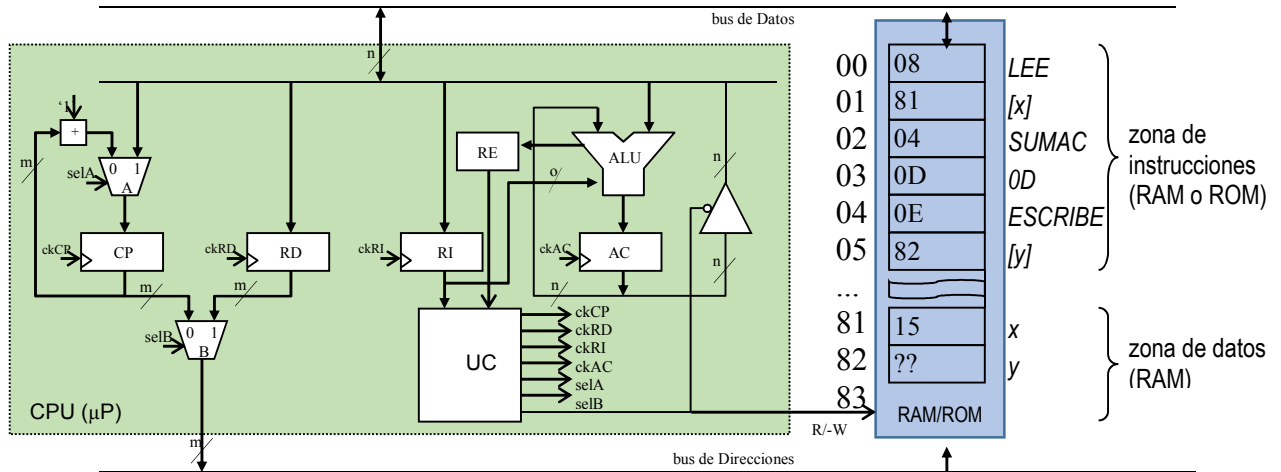 bus de Datos
n
'1
+
m
0 1
selA
A
ckCP
CP
m
ckRD
RD
m
0 1
selB
B
m
RE
ALU
o
ckRI
RI
ckAC
AC
n
n
n
UC
ckCP
ckRD
ckRI
ckAC
selA
selB
CPU (μP)
R/-W
bus de Direcciones
00 08 LEE
01 81 [x]
02 04 SUMAC
03 0D 0D
04 0E ESCRIBE
05 82 [y]
...
81 15 x
82 ?? y
83
RAM/ROM
zona de
instrucciones
(RAM o ROM)
zona de datos
(RAM)